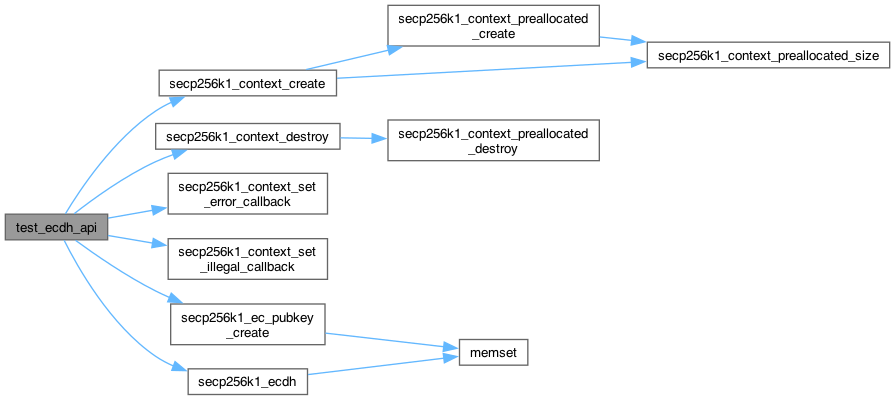 secp256k1_context_preallocated
_create
secp256k1_context_preallocated_size
secp256k1_context_create
secp256k1_context_destroy
secp256k1_context_preallocated
_destroy
secp256k1_context_set
_error_callback
test_ecdh_api
secp256k1_context_set
_illegal_callback
secp256k1_ec_pubkey
_create
memset
secp256k1_ecdh